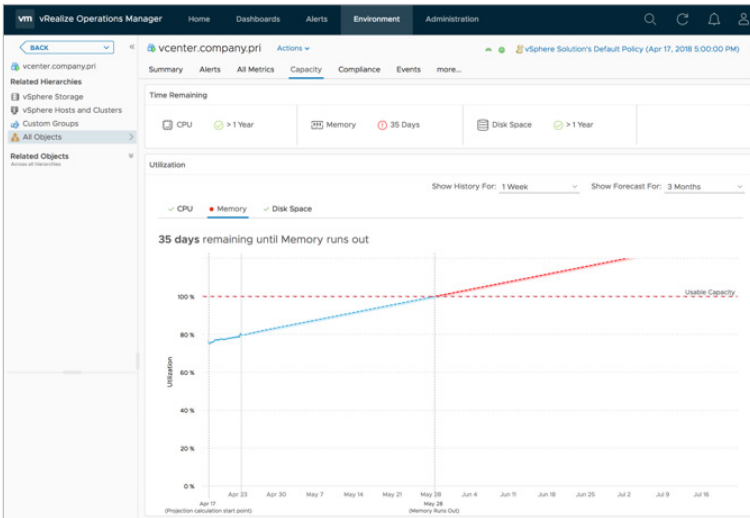 vm vRealize Operations Manager Home Dashboards Alerts Environment Administration
BACK
vcenter.company.pri Actions
vSphere Solution's Default Policy (Apr 17, 2018 5:00:00 PM)
vcenter.company.pri
Related Hierarchies
vSphere Storage
vSphere Hosts and Clusters
Custom Groups
All Objects
Related Objects
Across all Hierarchies
Summary Alerts All Metrics Capacity Compliance Events more...
Time Remaining
CPU > 1 Year Memory 35 Days Disk Space > 1 Year
Utilization
Show History For: 1 Week Show Forecast For: 3 Months
CPU Memory Disk Space
35 days remaining until Memory runs out
Usable Capacity
100 %
80 %
60 %
40 %
20 %
0 %
Utilization
Apr 23 Apr 30 May 7 May 14 May 21 May 28 Jun 4 Jun 11 Jun 18 Jun 25 Jul 2 Jul 9 Jul 16
Apr 17 May 28
(Projection calculation start point) (Memory Runs Out)